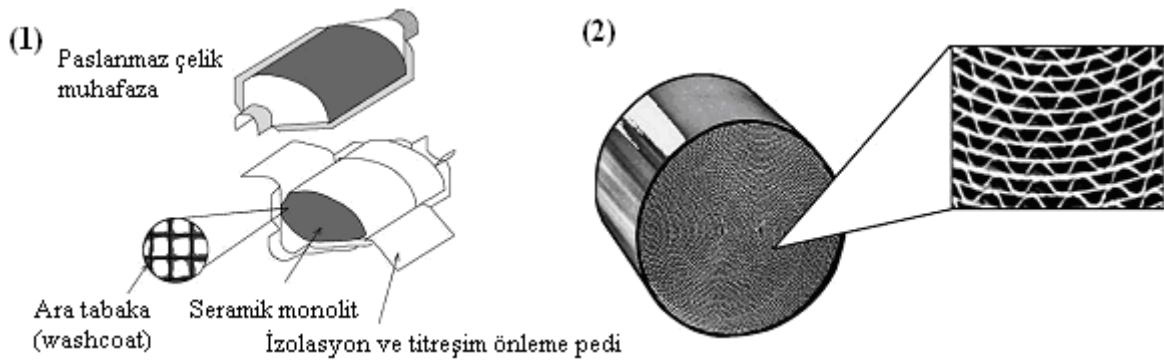 (1)
Paslanmaz çelik
muhafaza
Ara tabaka
(washcoat)
Seramik monolit
İzolasyon ve titreşim önleme pedi
(2)